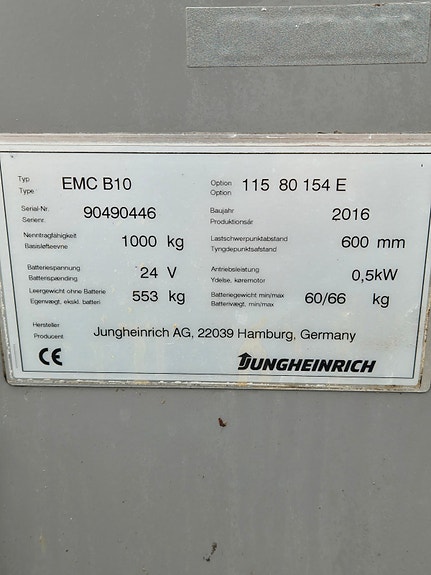 Typ EMC B10 Option 115 80 154 E
Type Option
Serial-Nr. 90490446 Baujahr 2016
Serienr. Produktionsår
Nenntragfähigkeit 1000 kg Lastschwerpunktabstand 600 mm
Basisløfteevne Tyngdepunktsafstand
Batteriespannung 24 V Antriebsleistung 0,5kW
Batterispænding Ydelse, køremotor
Leergewicht ohne Batterie 553 kg Batteriegewicht min/max 60/66 kg
Egenvægt, ekskl. batteri Batterivægt, min/max
Hersteller Jungheinrich AG, 22039 Hamburg, Germany
Producent
CE JUNGHEINRICH